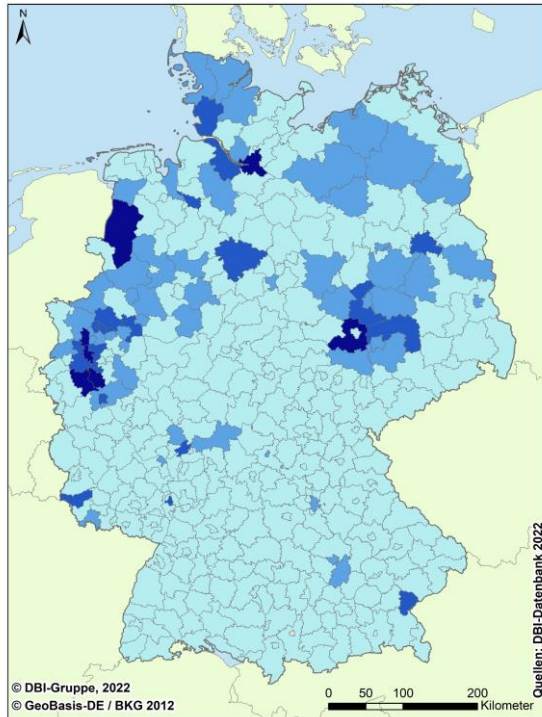 N
Quellen: DBI-Datenbank 2022
© DBI-Gruppe, 2022
© GeoBasis-DE / BKG 2012
0 50 100 200
Kilometer